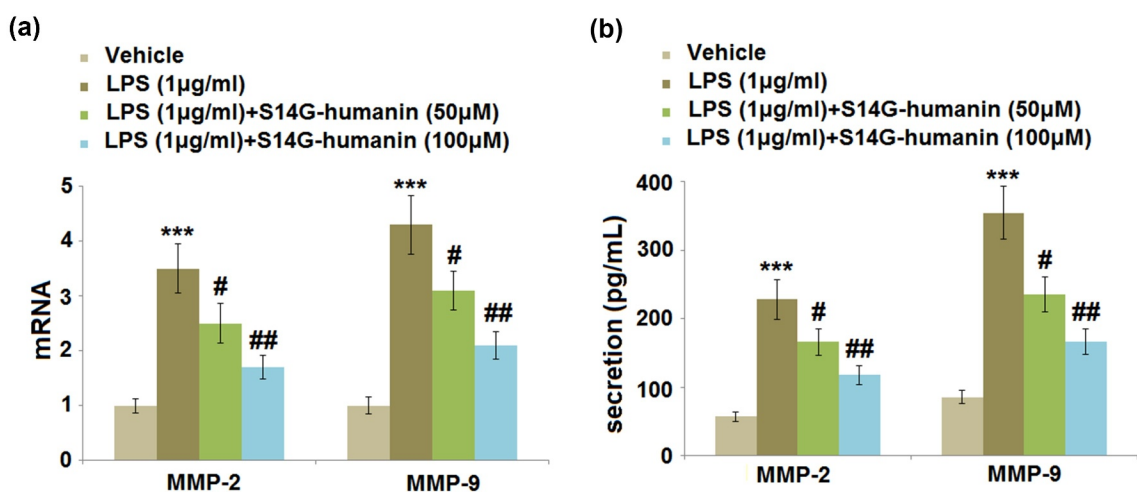 (a)
Vehicle
LPS (1µg/ml)
LPS (1µg/ml)+S14G-humanin (50µM)
LPS (1µg/ml)+S14G-humanin (100µM)
mRNA
5
4
3
2
1
0
***
#
##
***
#
##
MMP-2
MMP-9
(b)
Vehicle
LPS (1µg/ml)
LPS (1µg/ml)+S14G-humanin (50µM)
LPS (1µg/ml)+S14G-humanin (100µM)
secretion (pg/mL)
400
300
200
100
0
***
#
##
***
#
##
MMP-2
MMP-9